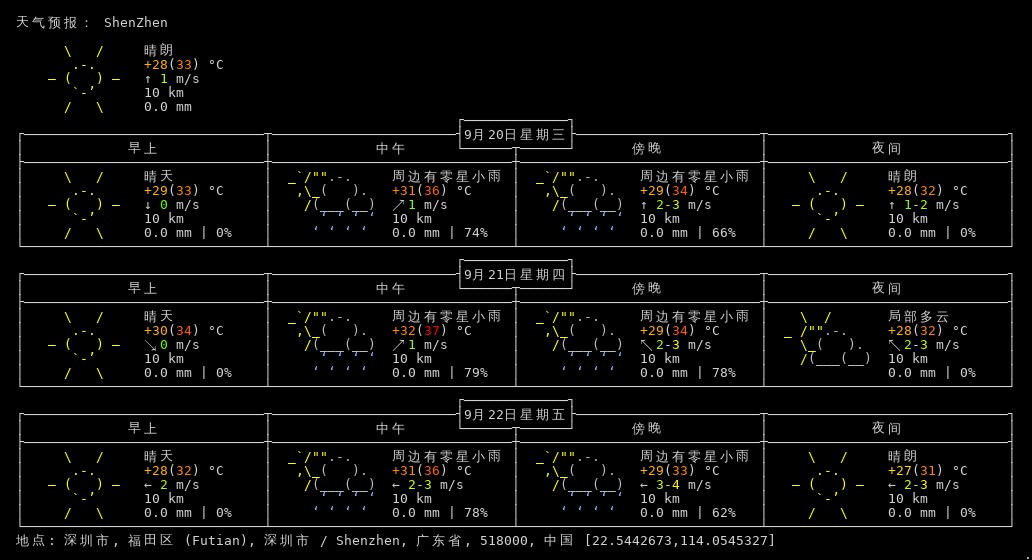 天气预报： ShenZhen
晴朗
+28(33) °C
↑ 1 m/s
10 km
0.0 mm
9月20日星期三
早上 中午 傍晚 夜间
晴天 周边有零星小雨 周边有零星小雨 晴朗
+29(33) °C +31(36) °C +29(34) °C +28(32) °C
↓ 0 m/s ↗ 1 m/s ↑ 2-3 m/s ↑ 1-2 m/s
10 km 10 km 10 km 10 km
0.0 mm | 0% 0.0 mm | 74% 0.0 mm | 66% 0.0 mm | 0%
9月21日星期四
早上 中午 傍晚 夜间
晴天 周边有零星小雨 周边有零星小雨 局部多云
+30(34) °C +32(37) °C +29(34) °C +28(32) °C
↘ 0 m/s ↗ 1 m/s ↖ 2-3 m/s ↖ 2-3 m/s
10 km 10 km 10 km 10 km
0.0 mm | 0% 0.0 mm | 79% 0.0 mm | 78% 0.0 mm | 0%
9月22日星期五
早上 中午 傍晚 夜间
晴天 周边有零星小雨 周边有零星小雨 晴朗
+28(32) °C +31(36) °C +29(33) °C +27(31) °C
← 2 m/s ← 2-3 m/s ← 3-4 m/s ← 2-3 m/s
10 km 10 km 10 km 10 km
0.0 mm | 0% 0.0 mm | 78% 0.0 mm | 62% 0.0 mm | 0%
地点: 深圳市, 福田区 (Futian), 深圳市 / Shenzhen, 广东省, 518000, 中国 [22.5442673,114.0545327]